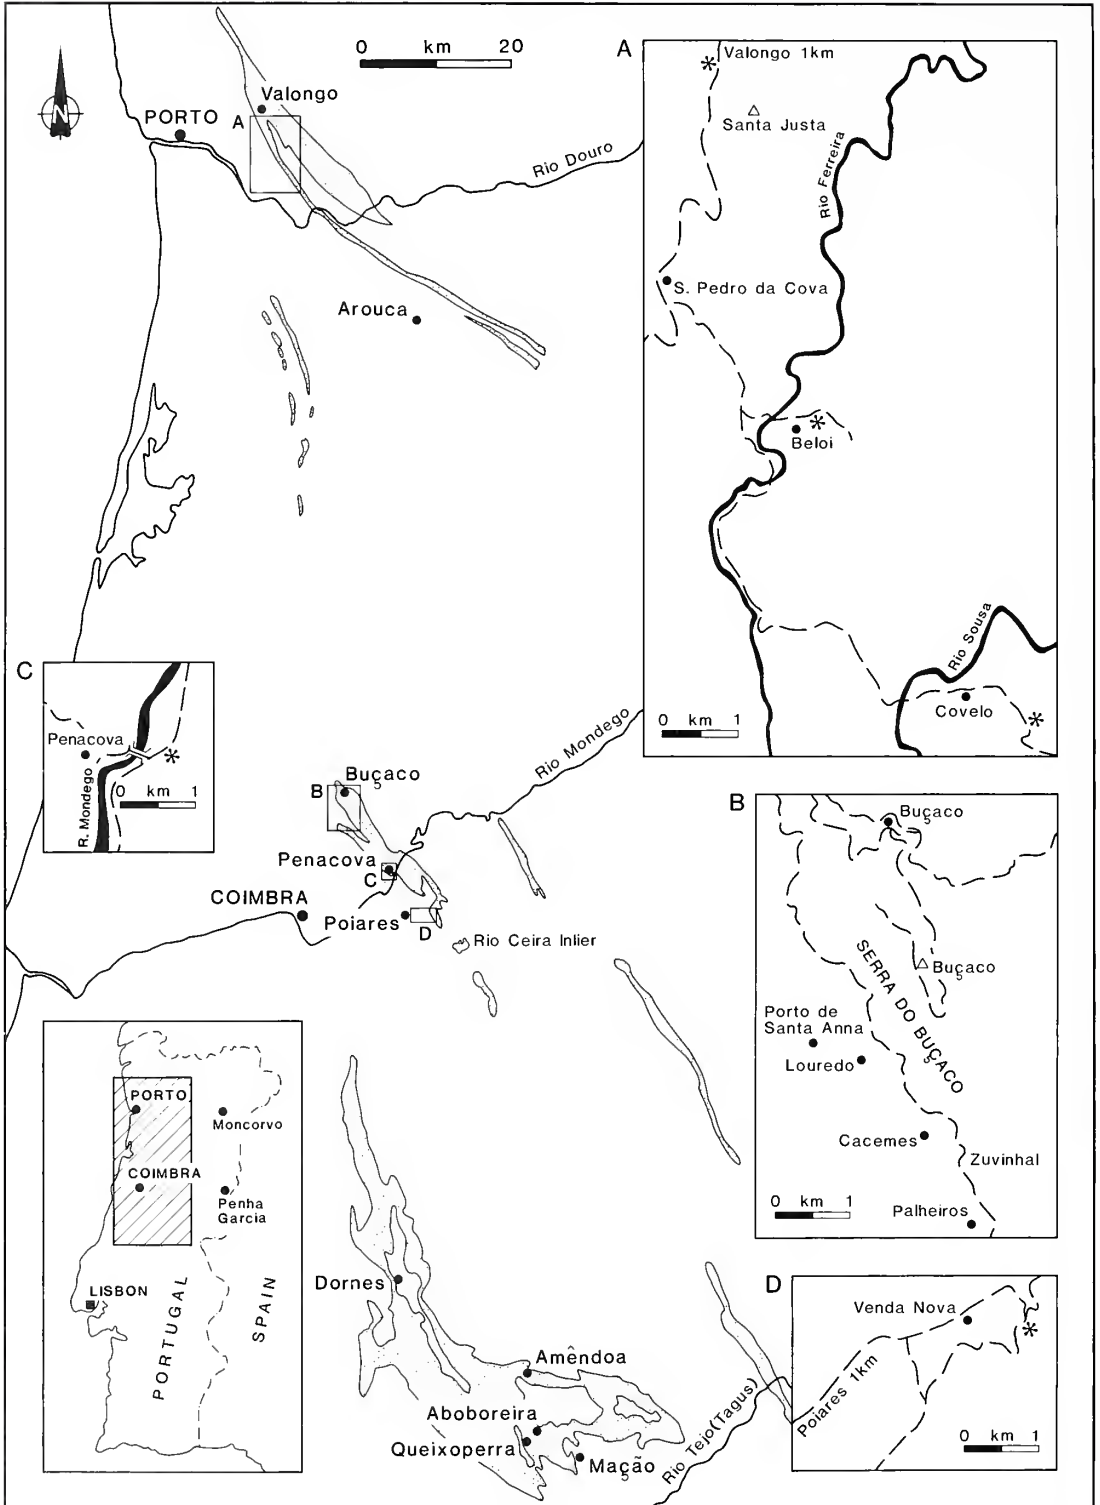 0 km 20
N
PORTO
Valongo
A
Rio Douro
Arouca
A
Valongo 1km
Santa Justa
Rio Ferreira
S. Pedro da Cova
Beloi
Rio Sousa
Covelo
0 km 1
C
Penacova
R. Mondego
0 km 1
Rio Mondego
B
Buçaco
Penacova
C
COIMBRA
Poiares
D
Rio Ceira Inlier
B
Buçaco
Buçaco
SERRA DO BUÇACO
Porto de
Santa Anna
Louredo
Cacemes
Zuvinhal
Palheiros
0 km 1
PORTO
Moncorvo
COIMBRA
Penha
Garcia
LISBON
PORTUGAL
SPAIN
Dornes
Amêndoa
Aboboreira
Queixoperra
Mação
Rio Tejo(Tagus)
D
Venda Nova
Poiares 1km
0 km 1